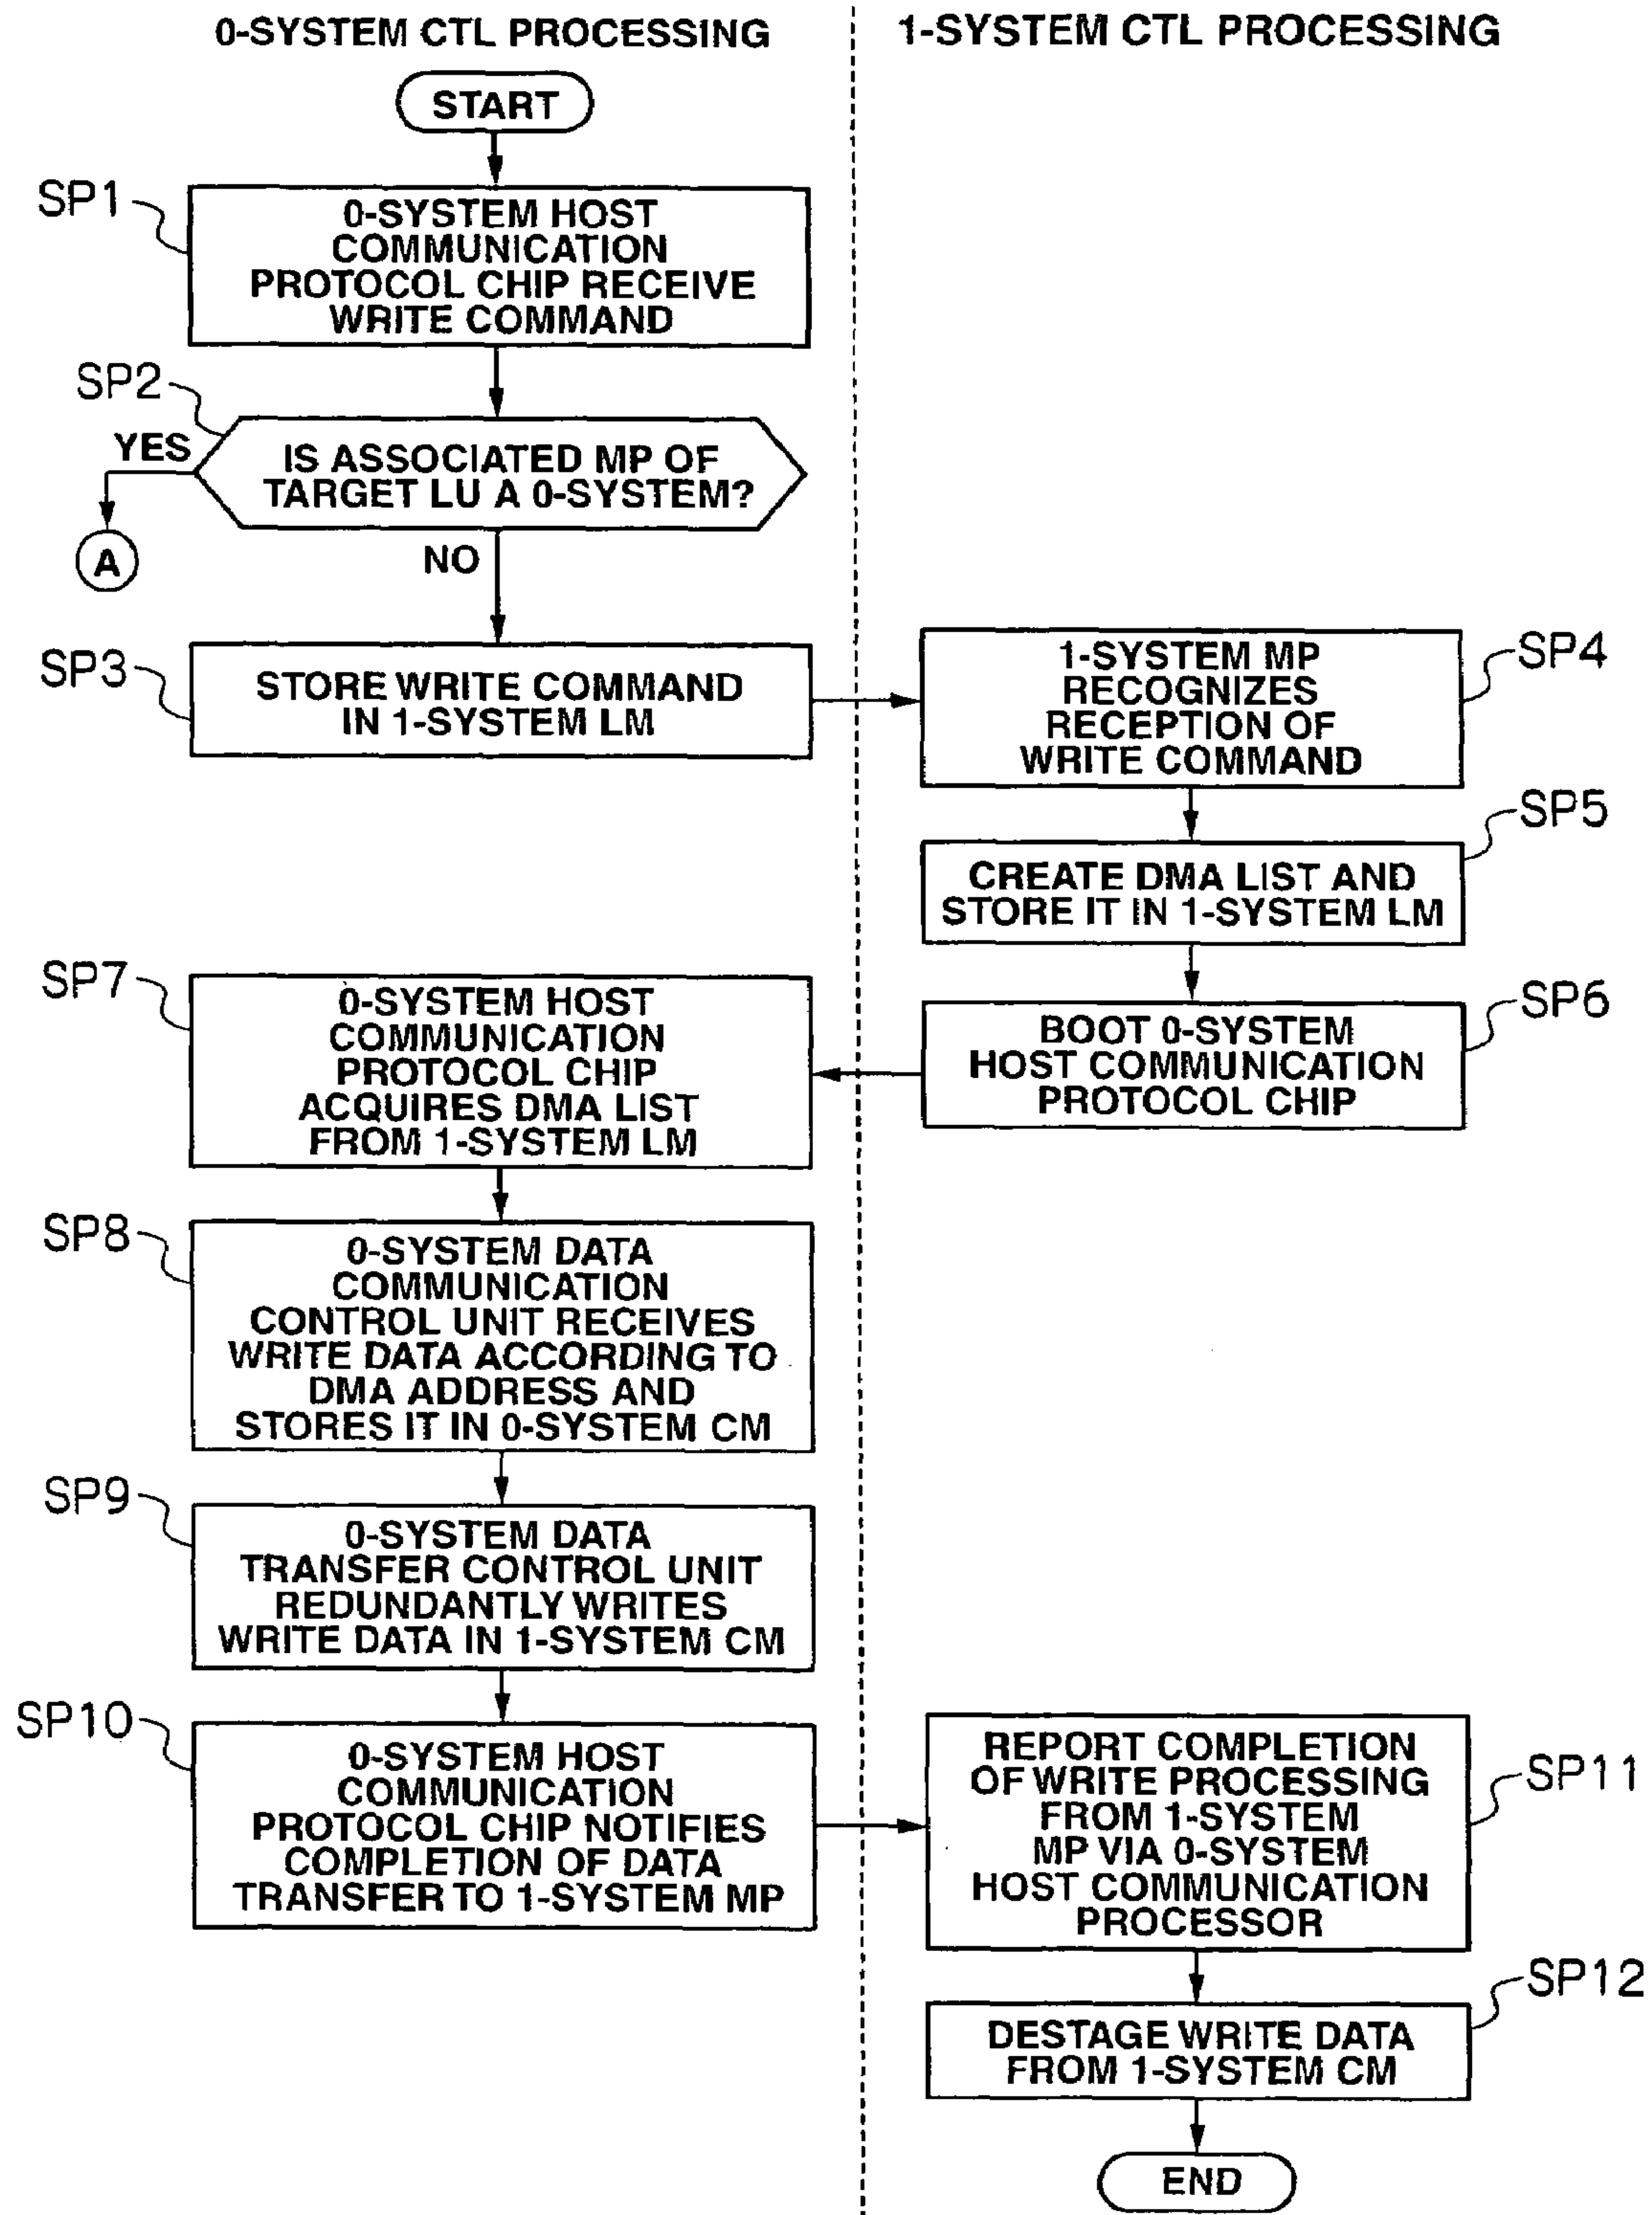 0-SYSTEM CTL PROCESSING
1-SYSTEM CTL PROCESSING
START
SP1
0-SYSTEM HOST
COMMUNICATION
PROTOCOL CHIP RECEIVE
WRITE COMMAND
SP2
YES
IS ASSOCIATED MP OF
TARGET LU A 0-SYSTEM?
A
NO
SP3
STORE WRITE COMMAND
IN 1-SYSTEM LM
1-SYSTEM MP
RECOGNIZES
RECEPTION OF
WRITE COMMAND
SP4
SP5
CREATE DMA LIST AND
STORE IT IN 1-SYSTEM LM
SP6
BOOT 0-SYSTEM
HOST COMMUNICATION
PROTOCOL CHIP
SP7
0-SYSTEM HOST
COMMUNICATION
PROTOCOL CHIP
ACQUIRES DMA LIST
FROM 1-SYSTEM LM
SP8
0-SYSTEM DATA
COMMUNICATION
CONTROL UNIT RECEIVES
WRITE DATA ACCORDING TO
DMA ADDRESS AND
STORES IT IN 0-SYSTEM CM
SP9
0-SYSTEM DATA
TRANSFER CONTROL UNIT
REDUNDANTLY WRITES
WRITE DATA IN 1-SYSTEM CM
SP10
0-SYSTEM HOST
COMMUNICATION
PROTOCOL CHIP NOTIFIES
COMPLETION OF DATA
TRANSFER TO 1-SYSTEM MP
REPORT COMPLETION
OF WRITE PROCESSING
FROM 1-SYSTEM
MP VIA 0-SYSTEM
HOST COMMUNICATION
PROCESSOR
SP11
SP12
DESTAGE WRITE DATA
FROM 1-SYSTEM CM
END